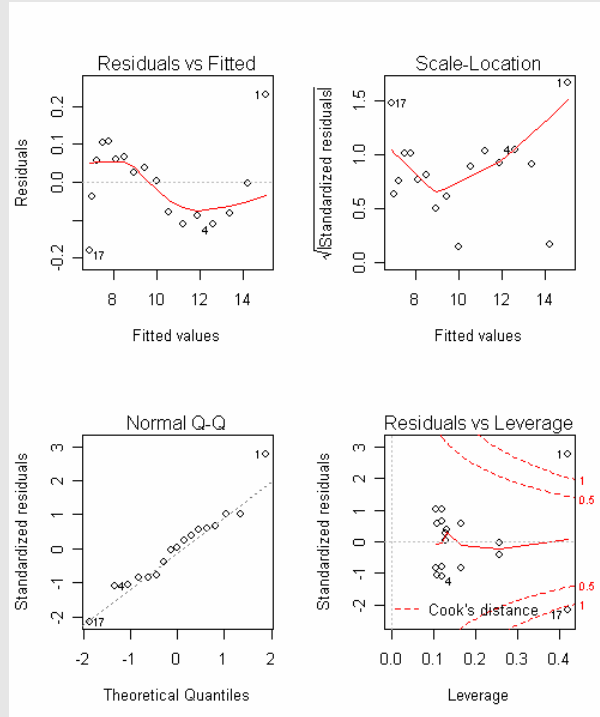 Residuals vs Fitted
Residuals
0.2
0.1
0.0
-0.2
1
4
17
8 10 12 14
Fitted values
Scale-Location
√|Standardized residuals|
1.5
1.0
0.5
0.0
17
4
1
8 10 12 14
Fitted values
Normal Q-Q
Standardized residuals
3
2
1
0
-1
-2
1
4
17
-2 -1 0 1 2
Theoretical Quantiles
Residuals vs Leverage
Standardized residuals
3
2
1
0
-1
-2
1
1
0.5
4
0.5
1
Cook's distance
17
0.0 0.1 0.2 0.3 0.4
Leverage